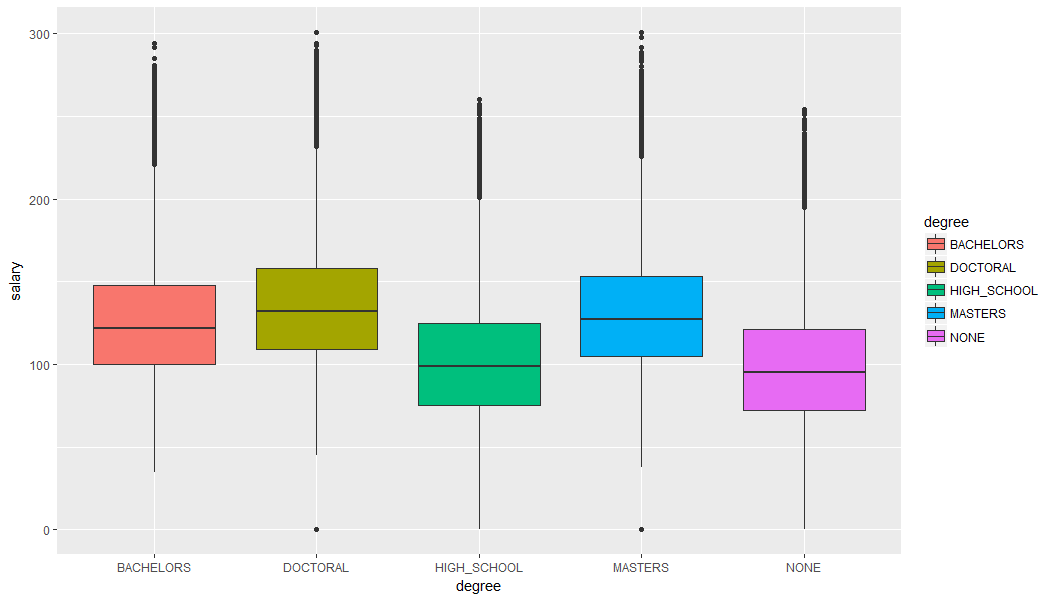 300
200
100
0
salary
BACHELORS
DOCTORAL
HIGH_SCHOOL
MASTERS
NONE
degree
degree
BACHELORS
DOCTORAL
HIGH_SCHOOL
MASTERS
NONE